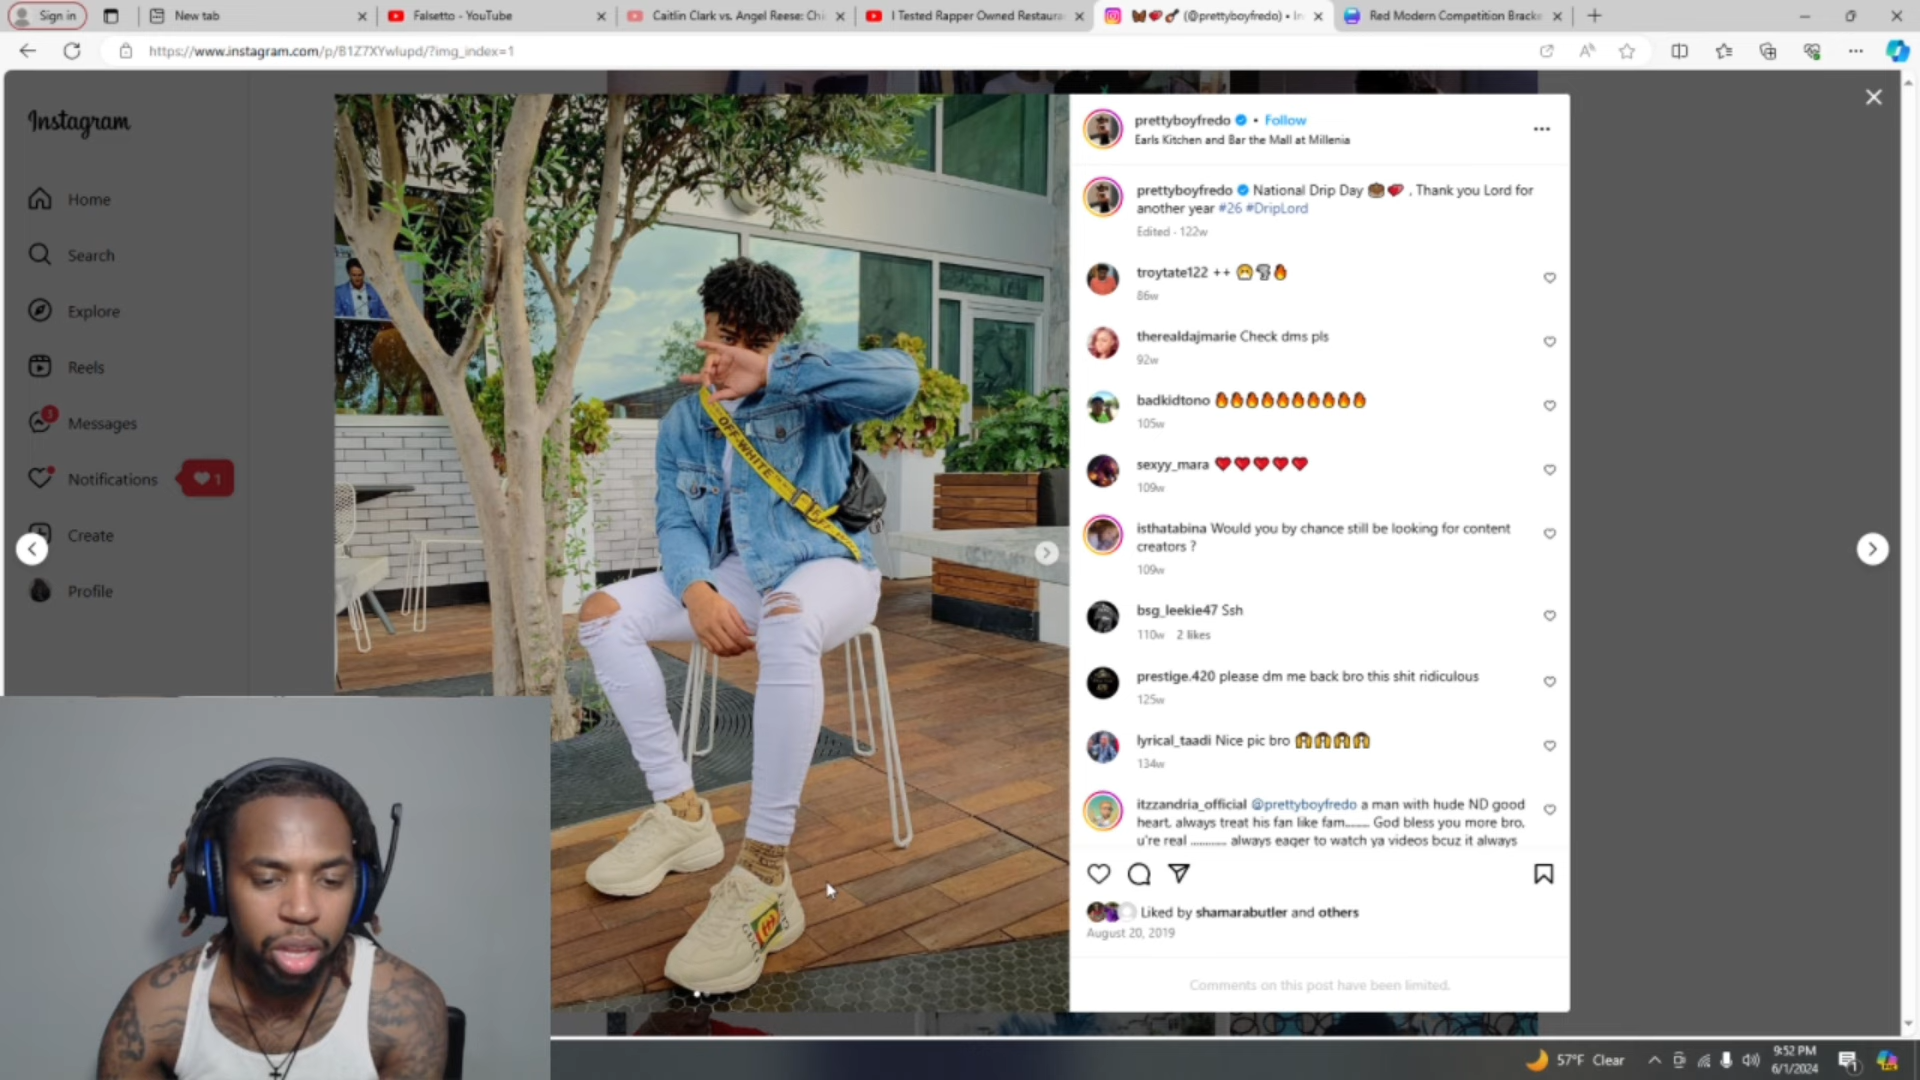 Sign in
New tab
Falsetto - YouTube
Caitlin Clark vs. Angel Reese: Chi
I Tested Rapper Owned Restaura
(@prettyboyfredo) • In
Red Modern Competition Bracke
https://www.instagram.com/p/B1Z7XYwlupd/?img_index=1
Instagram
Home
Search
Explore
Reels
3
Messages
Notifications
1
Create
Profile
OFF-WHITE
OFF
GUCCI
prettyboyfredo • Follow
Earls Kitchen and Bar the Mall at Millenia
prettyboyfredo National Drip Day 🎂❤️ . Thank you Lord for
another year #26 #DripLord
Edited · 122w
troytate122 ++
86w
therealdajmarie Check dms pls
92w
badkidtono 🔥🔥🔥🔥🔥🔥🔥🔥🔥🔥
105w
sexyy_mara ❤️❤️❤️❤️❤️
109w
isthatabina Would you by chance still be looking for content
creators ?
109w
bsg_leekie47 Ssh
110w 2 likes
prestige.420 please dm me back bro this shit ridiculous
125w
lyrical_taadi Nice pic bro
134w
itzzandria_official @prettyboyfredo a man with hude ND good
heart, always treat his fan like fam......... God bless you more bro,
u're real ............ always eager to watch ya videos bcuz it always
Liked by shamarabutler and others
August 20, 2019
Comments on this post have been limited.
57°F Clear
9:52 PM
6/1/2024
1